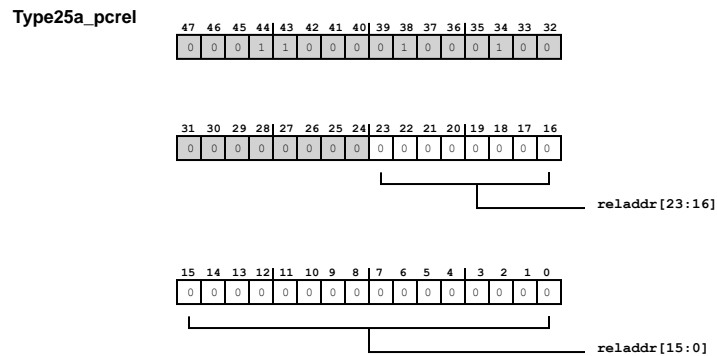 Type25a_pcrel
47 46 45 44 43 42 41 40 39 38 37 36 35 34 33 32
0 0 0 1 1 0 0 0 0 1 0 0 0 1 0 0
31 30 29 28 27 26 25 24 23 22 21 20 19 18 17 16
0 0 0 0 0 0 0 0 0 0 0 0 0 0 0 0
reladdr[23:16]
15 14 13 12 11 10 9 8 7 6 5 4 3 2 1 0
0 0 0 0 0 0 0 0 0 0 0 0 0 0 0 0
reladdr[15:0]